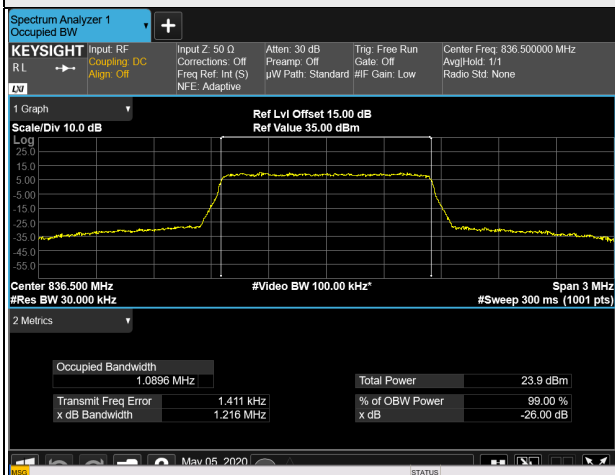 Spectrum Analyzer 1
Occupied BW
+
KEYSIGHT
RL
LXI
Input: RF
Coupling: DC
Align: Off
Input Z: 50 Ω
Corrections: Off
Freq Ref: Int (S)
NFE: Adaptive
Atten: 30 dB
Preamp: Off
µW Path: Standard
Trig: Free Run
Gate: Off
#IF Gain: Low
Center Freq: 836.500000 MHz
Avg|Hold: 1/1
Radio Std: None
1 Graph
Scale/Div 10.0 dB
Ref Lvl Offset 15.00 dB
Ref Value 35.00 dBm
Log
25.0
15.0
5.00
-5.00
-15.0
-25.0
-35.0
-45.0
-55.0
Center 836.500 MHz
#Res BW 30.000 kHz
#Video BW 100.00 kHz*
Span 3 MHz
#Sweep 300 ms (1001 pts)
2 Metrics
Occupied Bandwidth
1.0896 MHz
Transmit Freq Error 1.411 kHz
x dB Bandwidth 1.216 MHz
Total Power 23.9 dBm
% of OBW Power 99.00 %
x dB -26.00 dB
May 05, 2020
MSG
STATUS